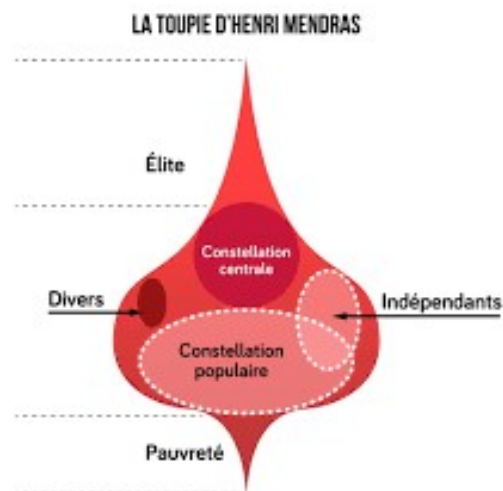 LA TOUPIE D'HENRI MENDRAS
Élite
Constellation
centrale
Divers
Indépendants
Constellation
populaire
Pauvreté